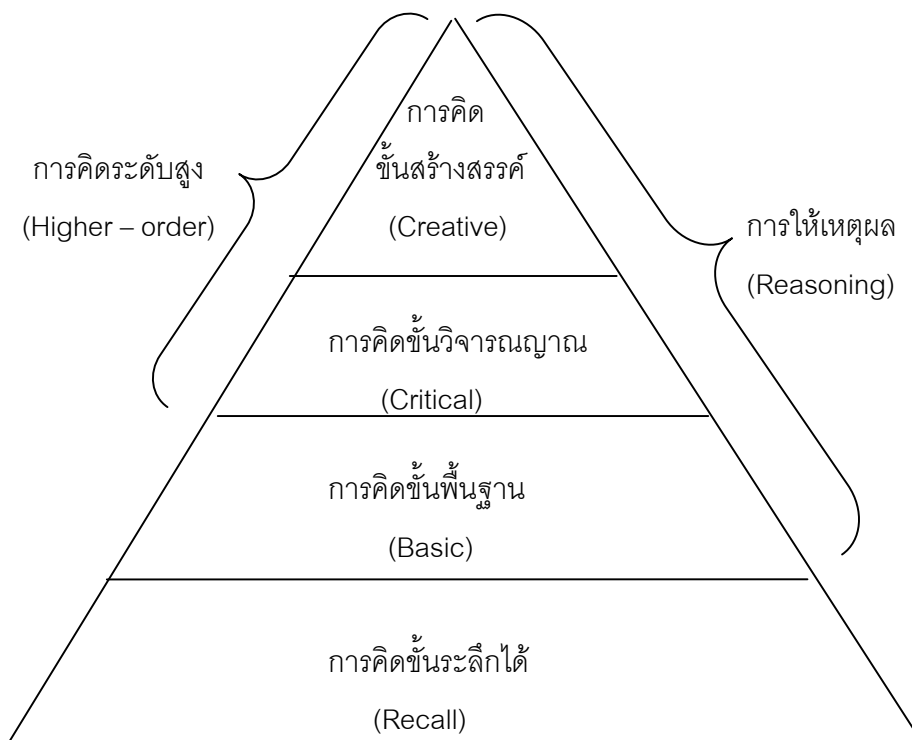 การคิด
ขั้นสร้างสรรค์
(Creative)
การคิดระดับสูง
(Higher – order)
การให้เหตุผล
(Reasoning)
การคิดขั้นวิจารณญาณ
(Critical)
การคิดขั้นพื้นฐาน
(Basic)
การคิดขั้นระลึกได้
(Recall)